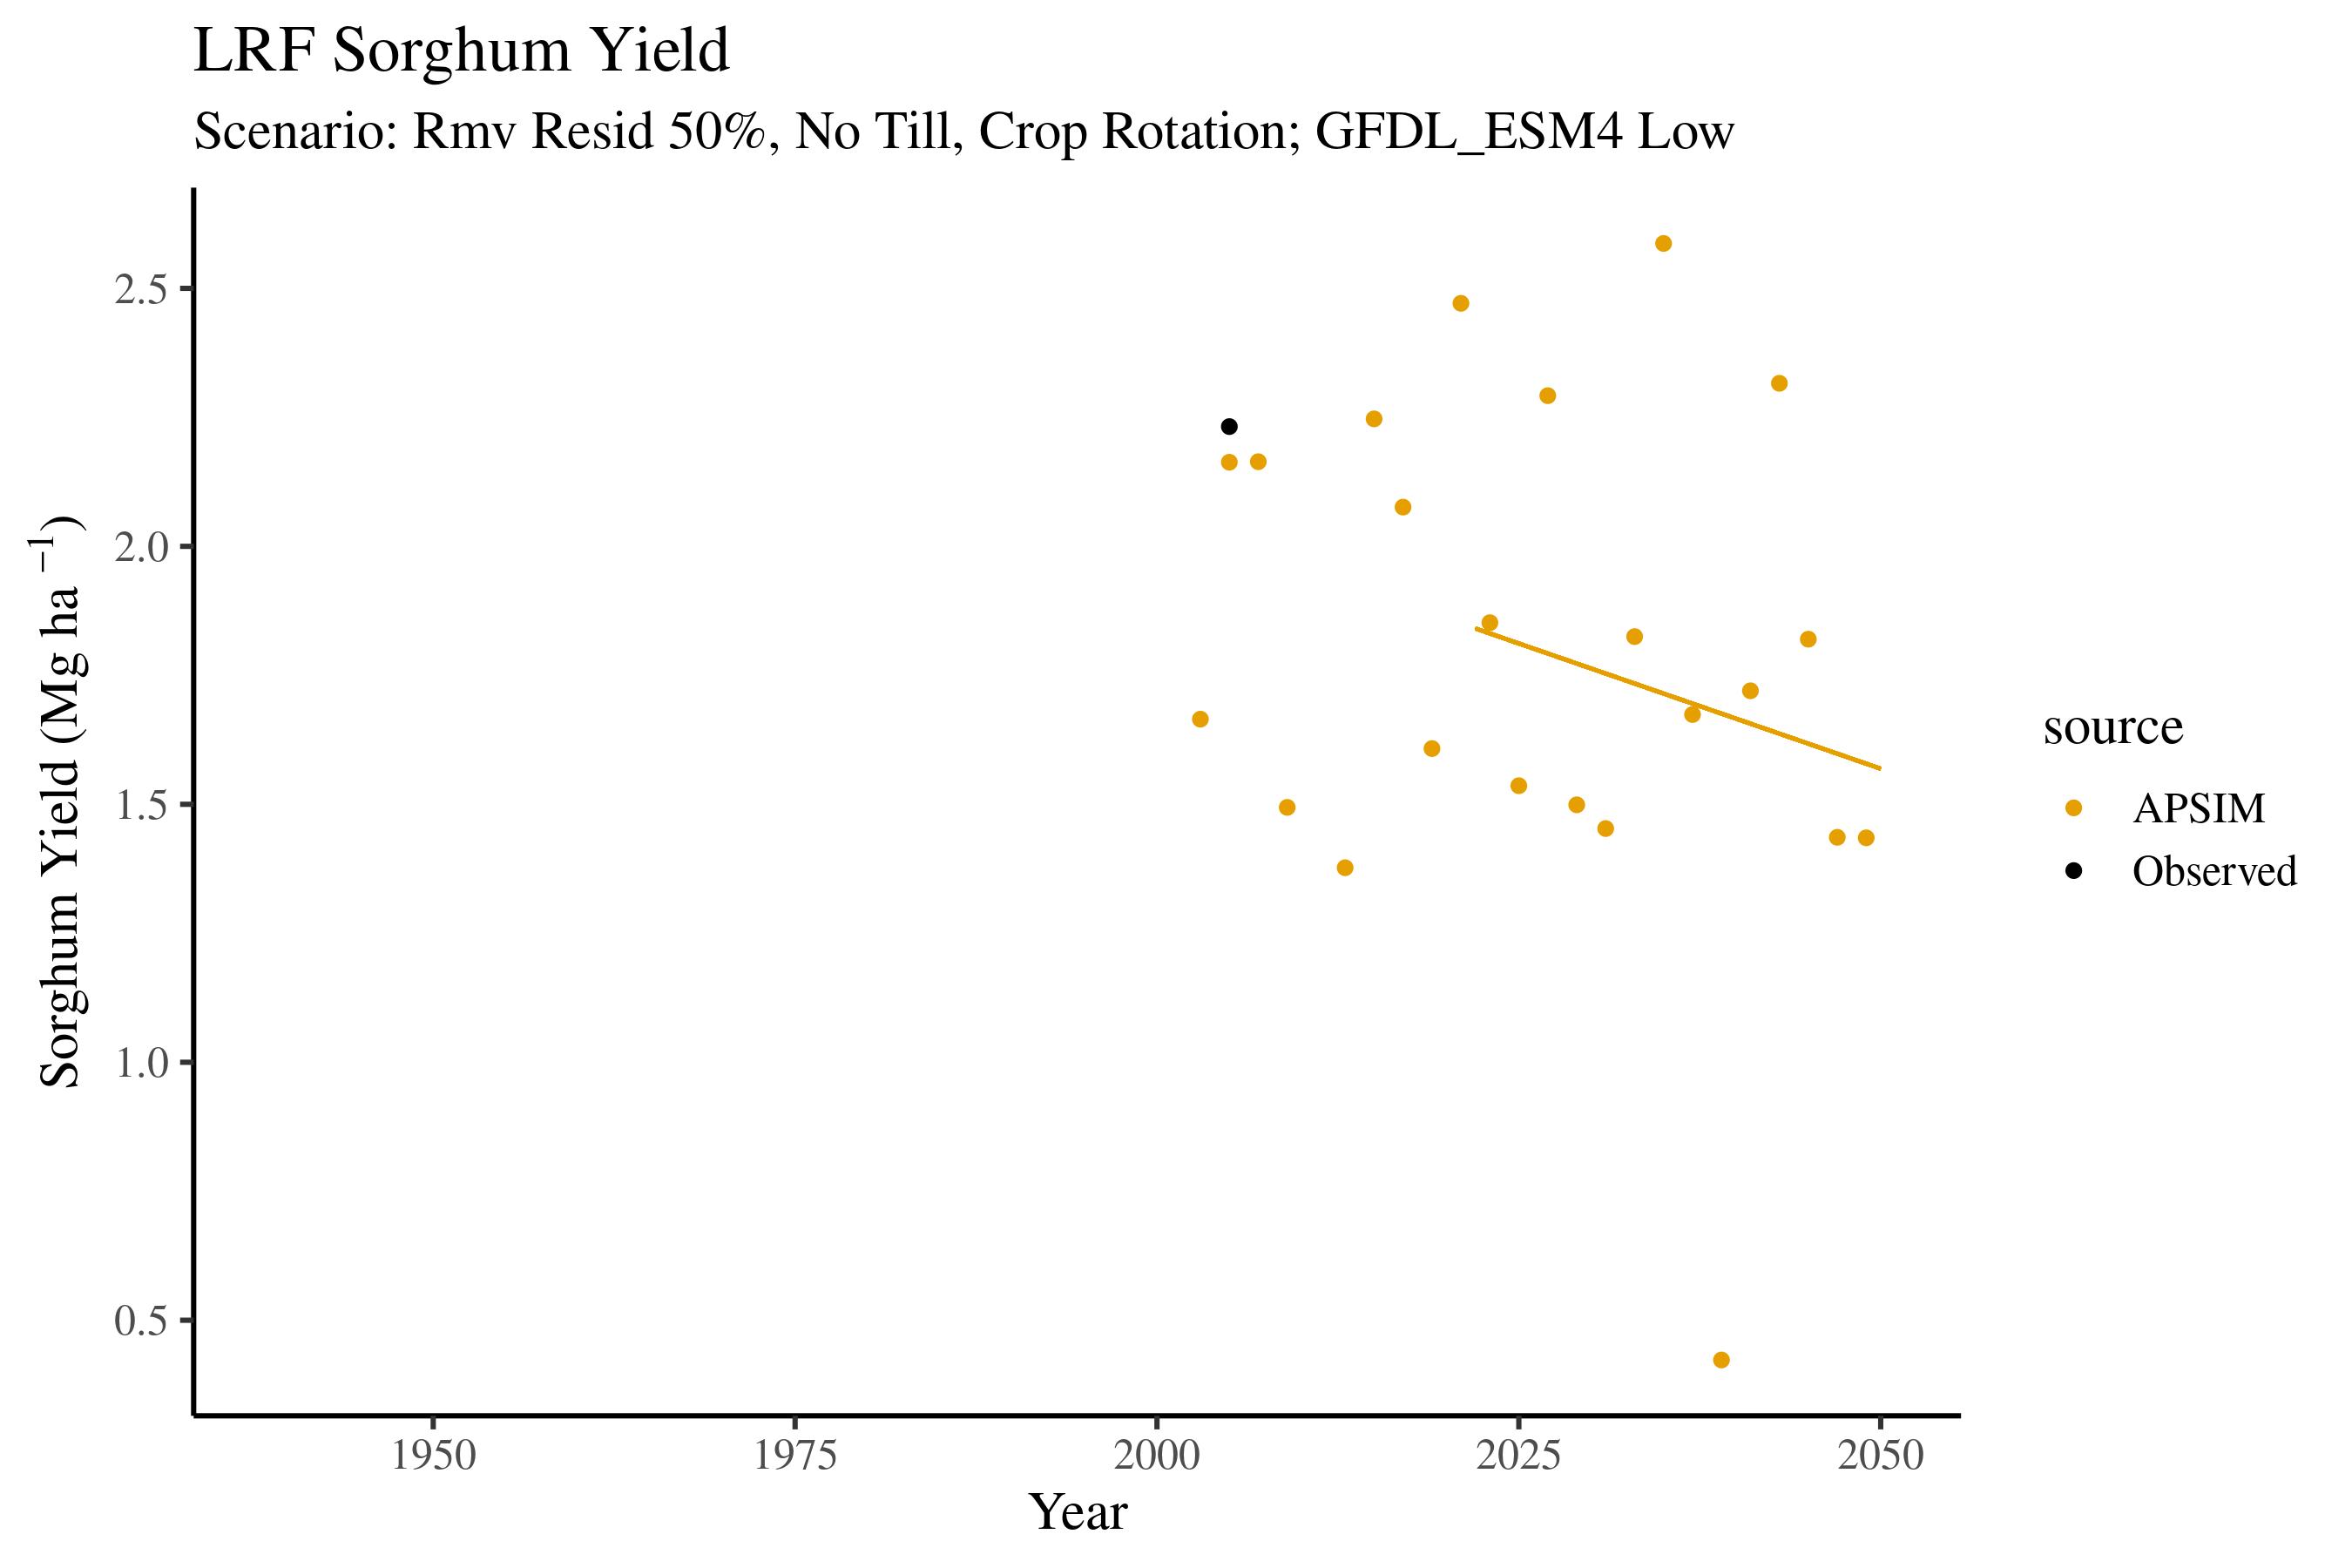 LRF Sorghum Yield
Scenario: Rmv Resid 50%, No Till, Crop Rotation; GFDL_ESM4 Low
Sorghum Yield (Mg ha ⁻¹)
2.5
2.0
1.5
1.0
0.5
1950 1975 2000 2025 2050
Year
source
APSIM
Observed